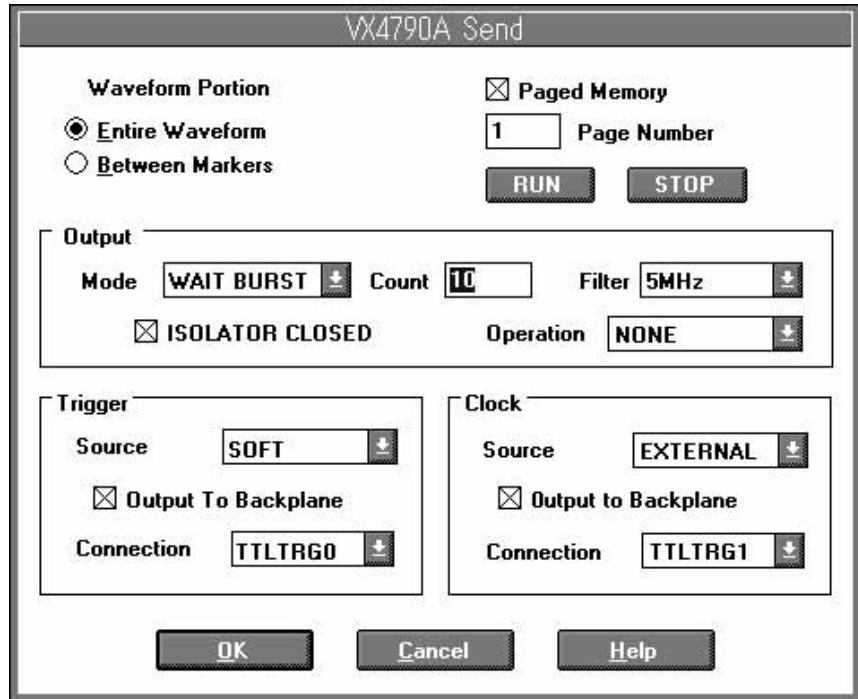 VX4790A Send
Waveform Portion
Entire Waveform
Between Markers
Paged Memory
1 Page Number
RUN STOP
Output
Mode WAIT BURST Count 10 Filter 5MHz
ISOLATOR CLOSED Operation NONE
Trigger
Source SOFT
Output To Backplane
Connection TTLTRG0
Clock
Source EXTERNAL
Output to Backplane
Connection TTLTRG1
OK Cancel Help